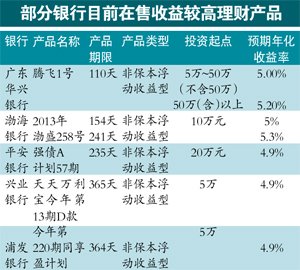 部分银行目前在售收益较高理财产品
银行 产品名称 产品期限 产品类型 投资起点 预期年化收益率
广东 腾飞1号 110天 非保本浮 5万~50万 5.00%
华兴 动收益型 (不含50万)
银行 50万(含)以上 5.20%
渤海 2013年 154天 非保本浮 10万元 5%
银行 渤盛258号 241天 动收益型 5.3%
平安 强债A 235天 非保本浮 20万元 4.9%
银行 计划57期 动收益型
兴业 天天万利 365天 非保本浮 5万 4.9%
银行 宝今年第 动收益型
13期D款
今年第 5万
浦发 220期同享 364天 非保本浮 4.9%
银行 盈计划 动收益型